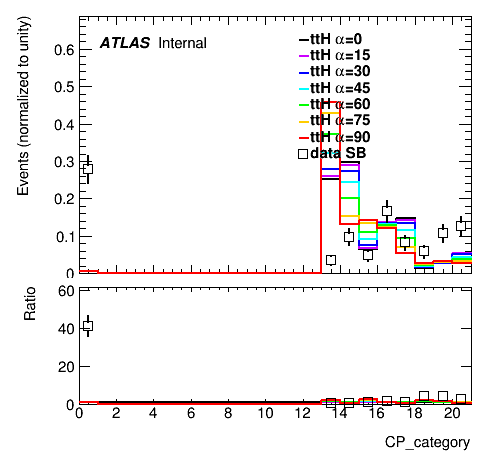 ATLAS Internal
Events (normalized to unity)
0.6
0.5
0.4
0.3
0.2
0.1
0
ttH α=0
ttH α=15
ttH α=30
ttH α=45
ttH α=60
ttH α=75
ttH α=90
data SB
Ratio
60
40
20
0
0 2 4 6 8 10 12 14 16 18 20
CP_category